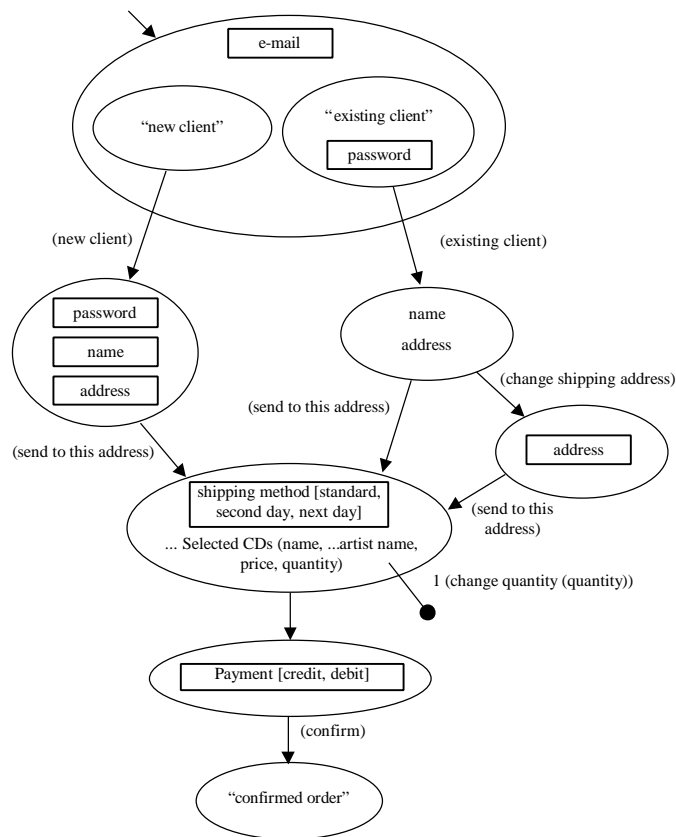 e-mail
“new client”
“existing client”
password
(new client)
(existing client)
password
name
address
name
address
(change shipping address)
(send to this address)
(send to this address)
address
shipping method [standard,
second day, next day]
(send to this
address)
... Selected CDs (name, ...artist name,
price, quantity)
1 (change quantity (quantity))
Payment [credit, debit]
(confirm)
“confirmed order”